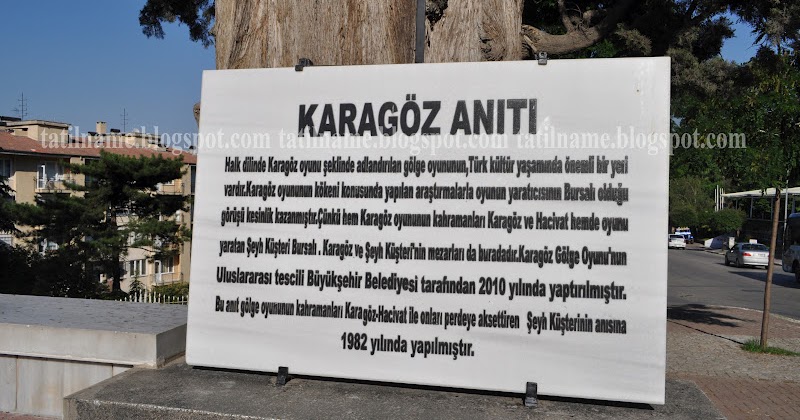 KARAGÖZ ANITI
tatilname.blogspot.com tatilname.blogspot.com tatilname.blogspot.com
Halk dilinde Karagöz oyunu şeklinde adlandırılan gölge oyununun,Türk kültür yaşamında önemli bir yeri
vardır.Karagöz oyununun kökeni konusunda yapılan araştırmalarla oyunun yaratıcısının Bursalı olduğu
görüşü kesinlik kazanmıştır.Çünkü hem Karagöz oyununun kahramanları Karagöz ve Hacivat hemde oyunu
yaratan Şeyh Küşteri Bursalı . Karagöz ve Şeyh Küşteri'nin mezarları da buradadır.Karagöz Gölge Oyunu'nun
Uluslararası tescili Büyükşehir Belediyesi tarafından 2010 yılında yaptırılmıştır.
Bu anıt gölge oyununun kahramanları Karagöz-Hacivat ile onları perdeye aksettiren Şeyh Küşterinin anısına
1982 yılında yapılmıştır.